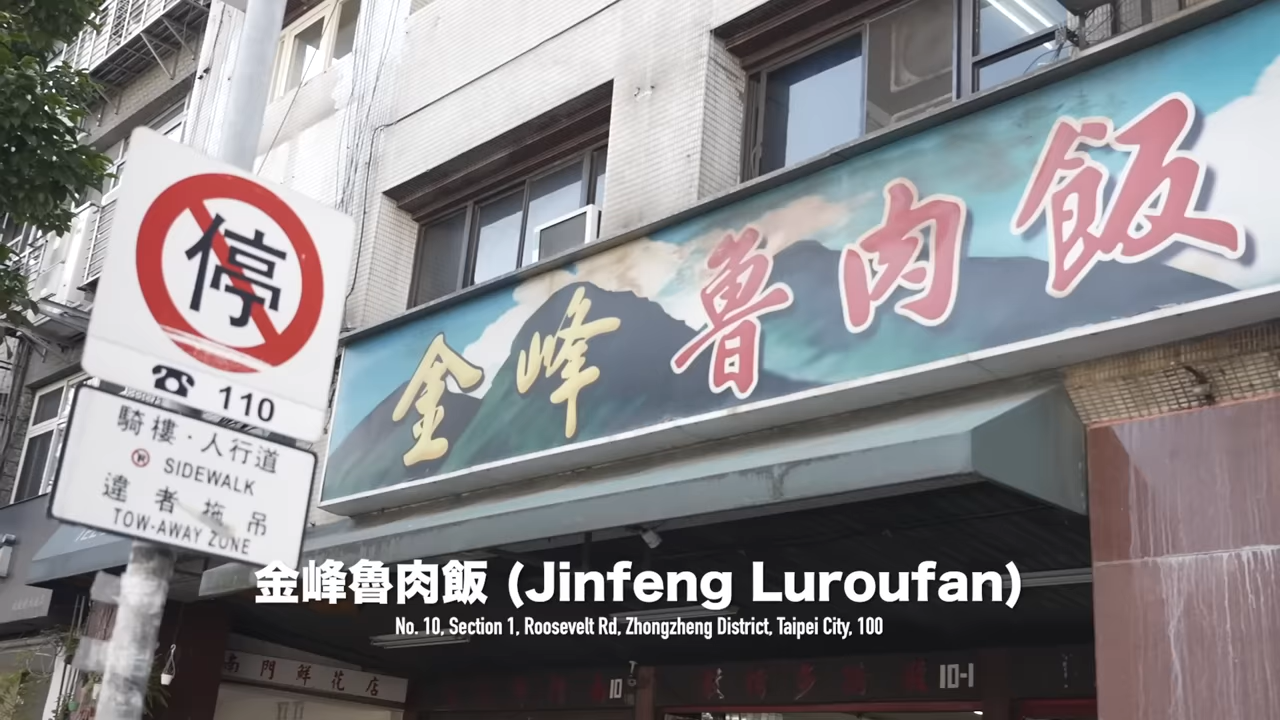 停
☎ 110
騎樓·人行道
SIDEWALK
違者拖吊
TOW-AWAY ZONE
金峰魯肉飯
金峰魯肉飯 (Jinfeng Luroufan)
No. 10, Section 1, Roosevelt Rd, Zhongzheng District, Taipei City, 100
南門鮮花店
10
10-1